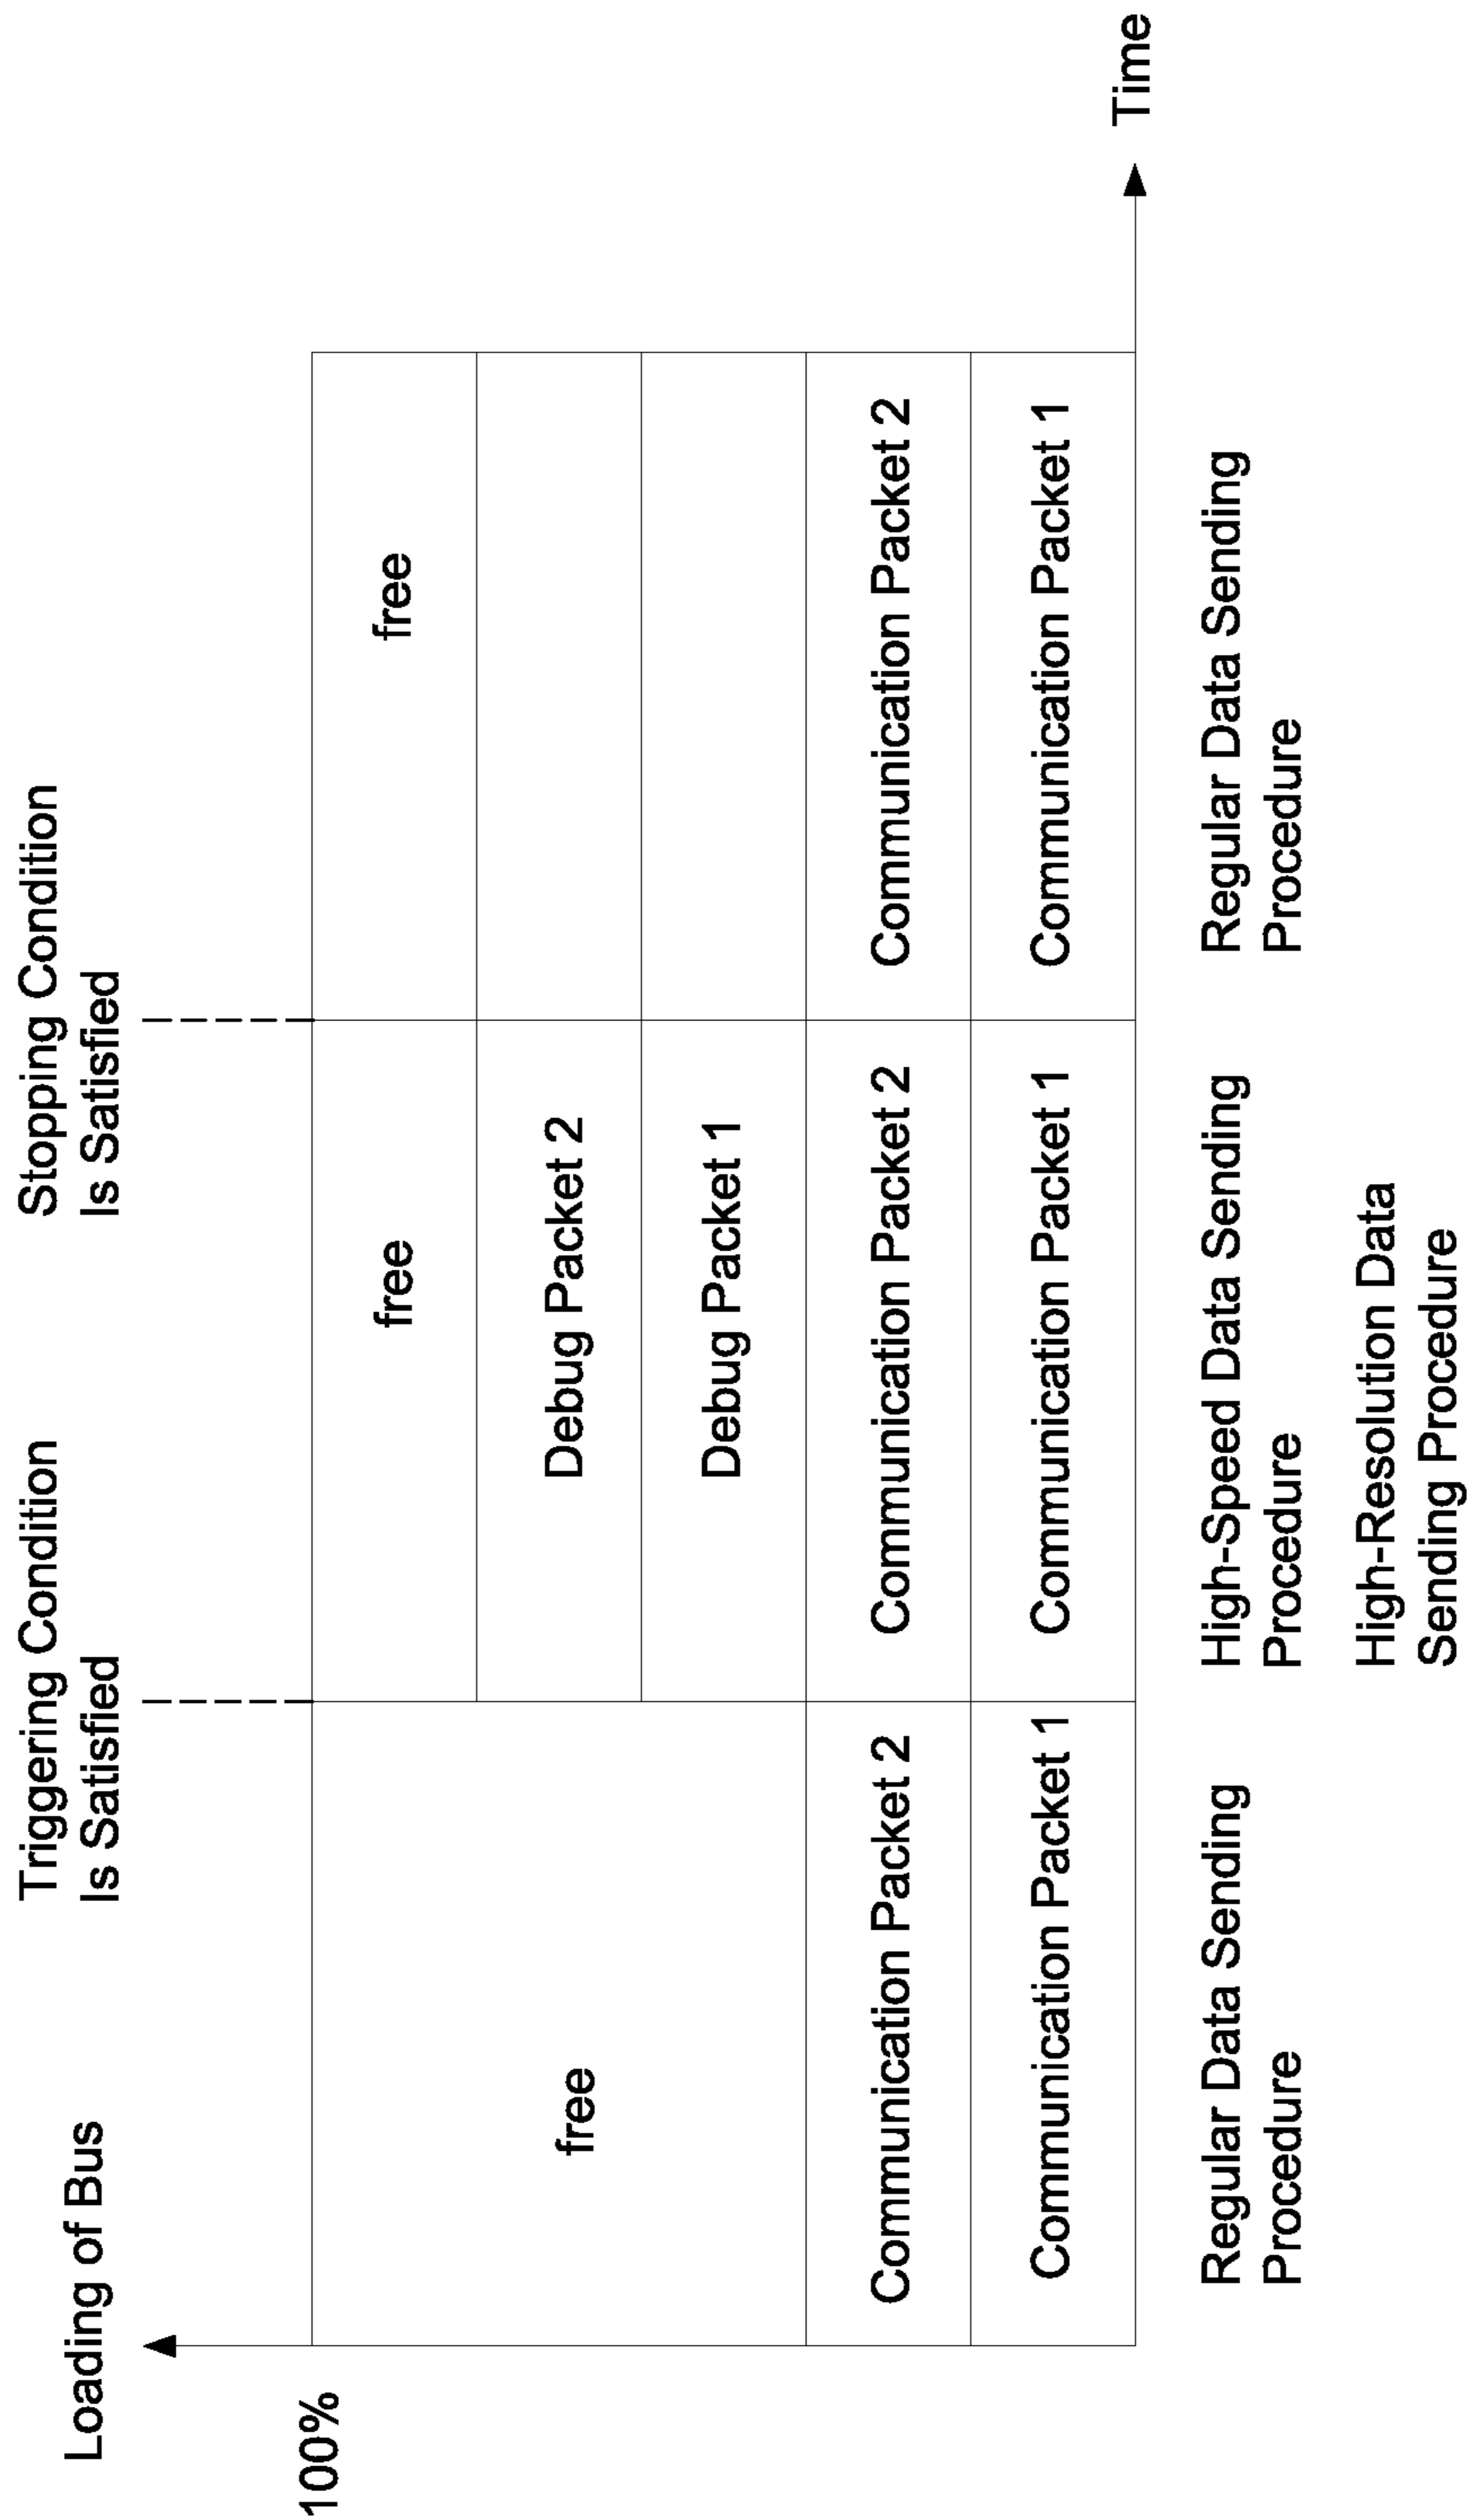 Loading of Bus
Triggering Condition
Is Satisfied
Stopping Condition
Is Satisfied
100%
free
free
free
Debug Packet 2
Debug Packet 1
Communication Packet 2
Communication Packet 2
Communication Packet 2
Communication Packet 1
Communication Packet 1
Communication Packet 1
Time
Regular Data Sending
Procedure
High-Speed Data Sending
Procedure
High-Resolution Data
Sending Procedure
Regular Data Sending
Procedure